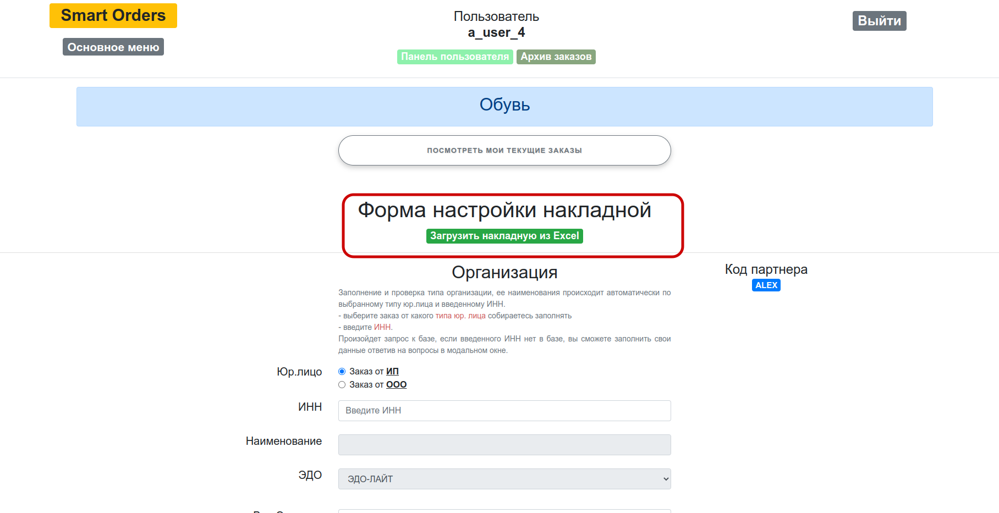 Smart Orders
Основное меню
Пользователь
a_user_4
Панель пользователя
Архив заказов
Выйти
Обувь
ПОСМОТРЕТЬ МОИ ТЕКУЩИЕ ЗАКАЗЫ
Форма настройки накладной
Загрузить накладную из Excel
Организация
Код партнера
ALEX
Заполнение и проверка типа организации, ее наименования происходит автоматически по
выбранному типу юр.лица и введенному ИНН.
- выберите заказ от какого типа юр. лица собираетесь заполнять
- введите ИНН.
Произойдет запрос к базе, если введенного ИНН нет в базе, вы сможете заполнить свои
данные ответив на вопросы в модальном окне.
Юр.лицо
Заказ от ИП
Заказ от ООО
ИНН
Введите ИНН
Наименование
ЭДО
ЭДО-ЛАЙТ